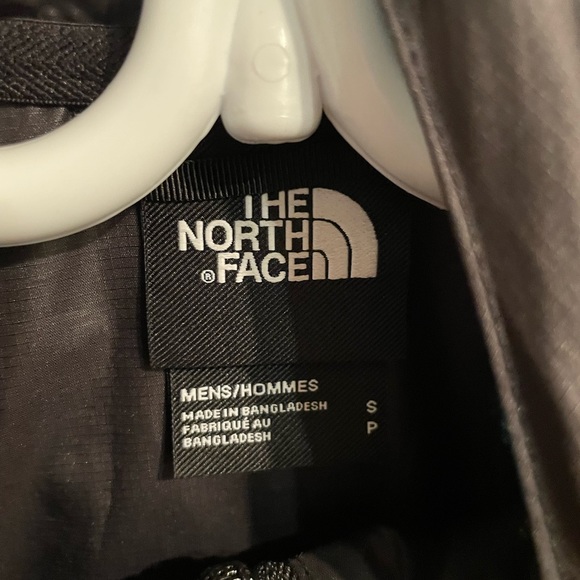 THE
NORTH
® FACE
MENS/HOMMES
MADE IN BANGLADESH S
FABRIQUÉ AU P
BANGLADESH